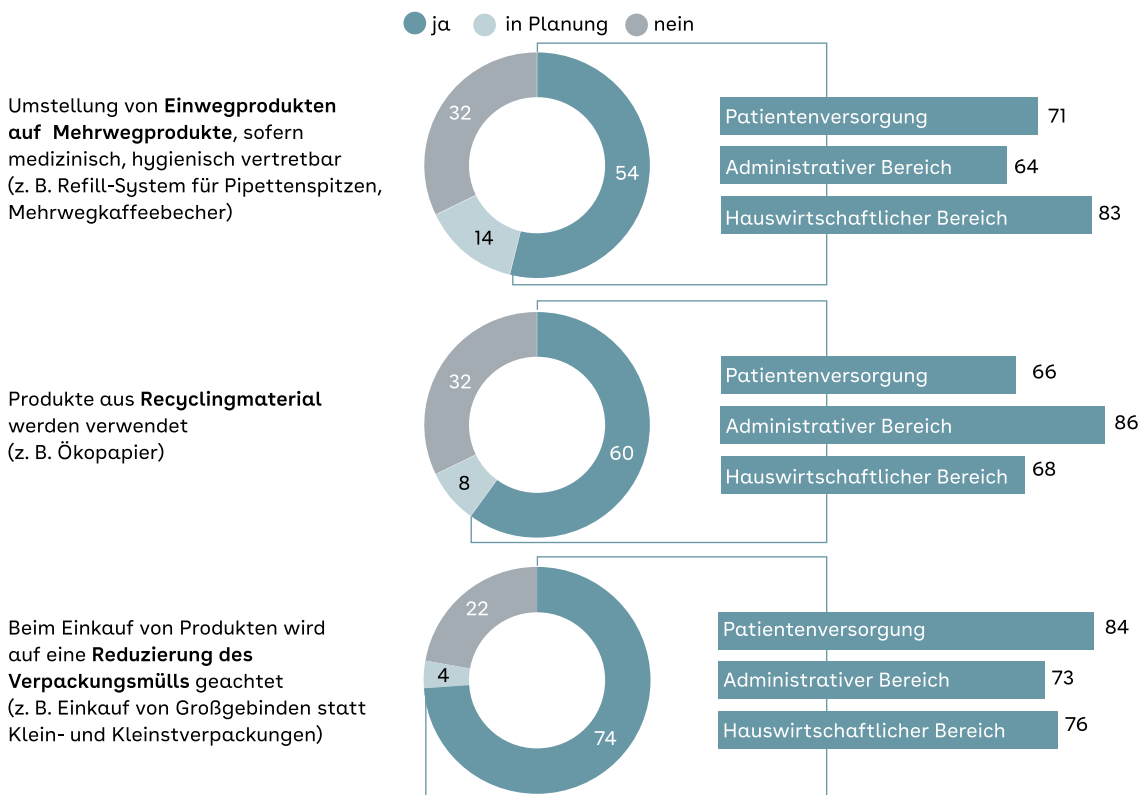 ja in Planung nein
Umstellung von Einwegprodukten
auf Mehrwegprodukte, sofern
medizinisch, hygienisch vertretbar
(z. B. Refill-System für Pipettenspitzen,
Mehrwegkaffeebecher)
32
54
14
Patientenversorgung 71
Administrativer Bereich 64
Hauswirtschaftlicher Bereich 83
Produkte aus Recyclingmaterial
werden verwendet
(z. B. Ökopapier)
32
60
8
Patientenversorgung 66
Administrativer Bereich 86
Hauswirtschaftlicher Bereich 68
Beim Einkauf von Produkten wird
auf eine Reduzierung des
Verpackungsmülls geachtet
(z. B. Einkauf von Großgebinden statt
Klein- und Kleinstverpackungen)
22
4
74
Patientenversorgung 84
Administrativer Bereich 73
Hauswirtschaftlicher Bereich 76